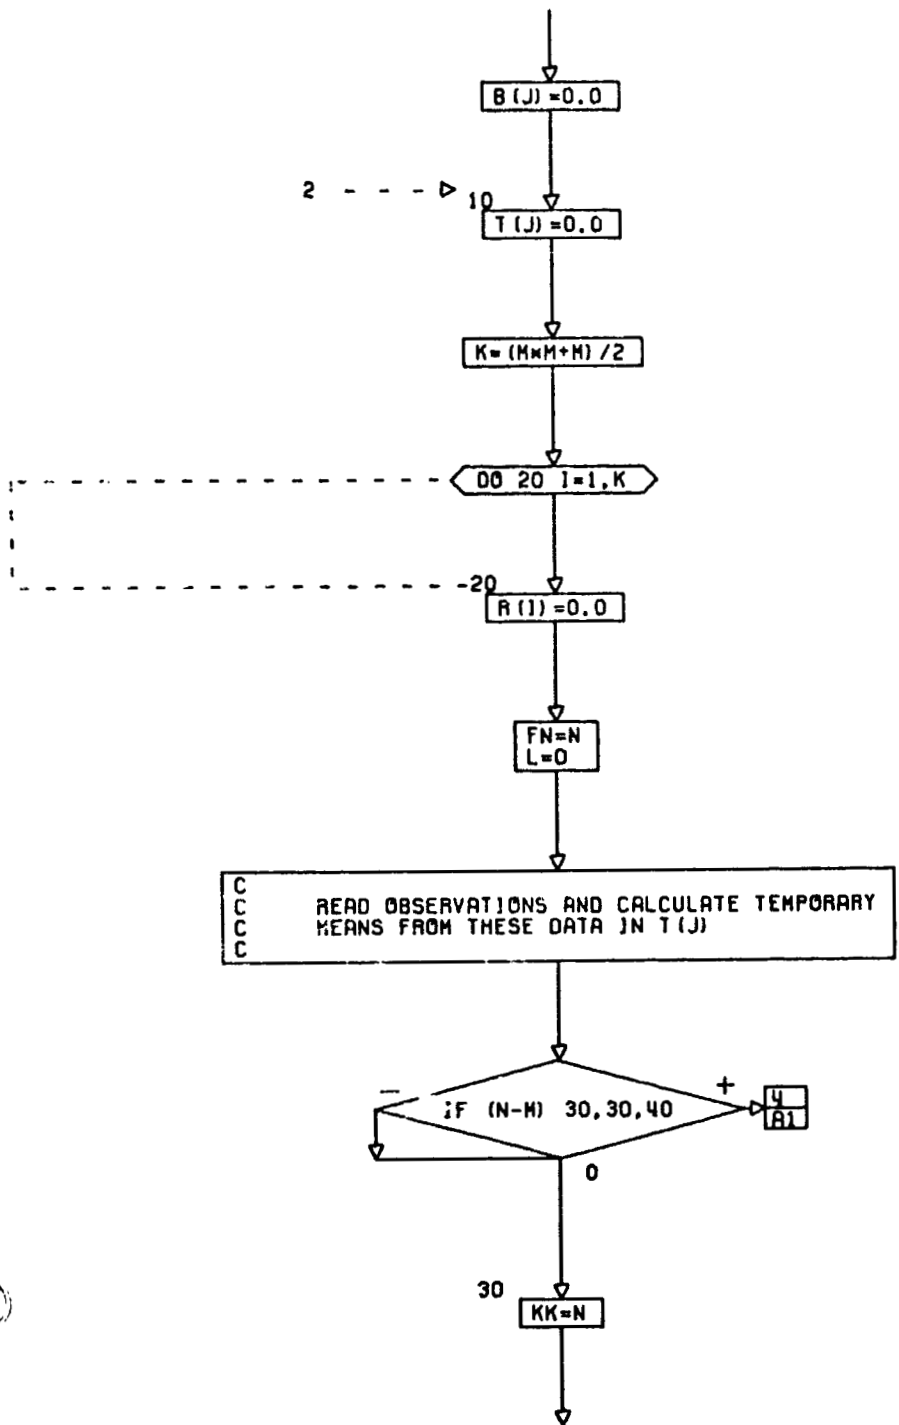 B(J)=0.0
2
10
T(J)=0.0
K=(M*M+M)/2
DO 20 I=1,K
20
R(I)=0.0
FN=N
L=0
C
C READ OBSERVATIONS AND CALCULATE TEMPORARY
C MEANS FROM THESE DATA IN T(J)
C
- +
IF (N-M) 30,30,40
4
A1
0
30
KK=N